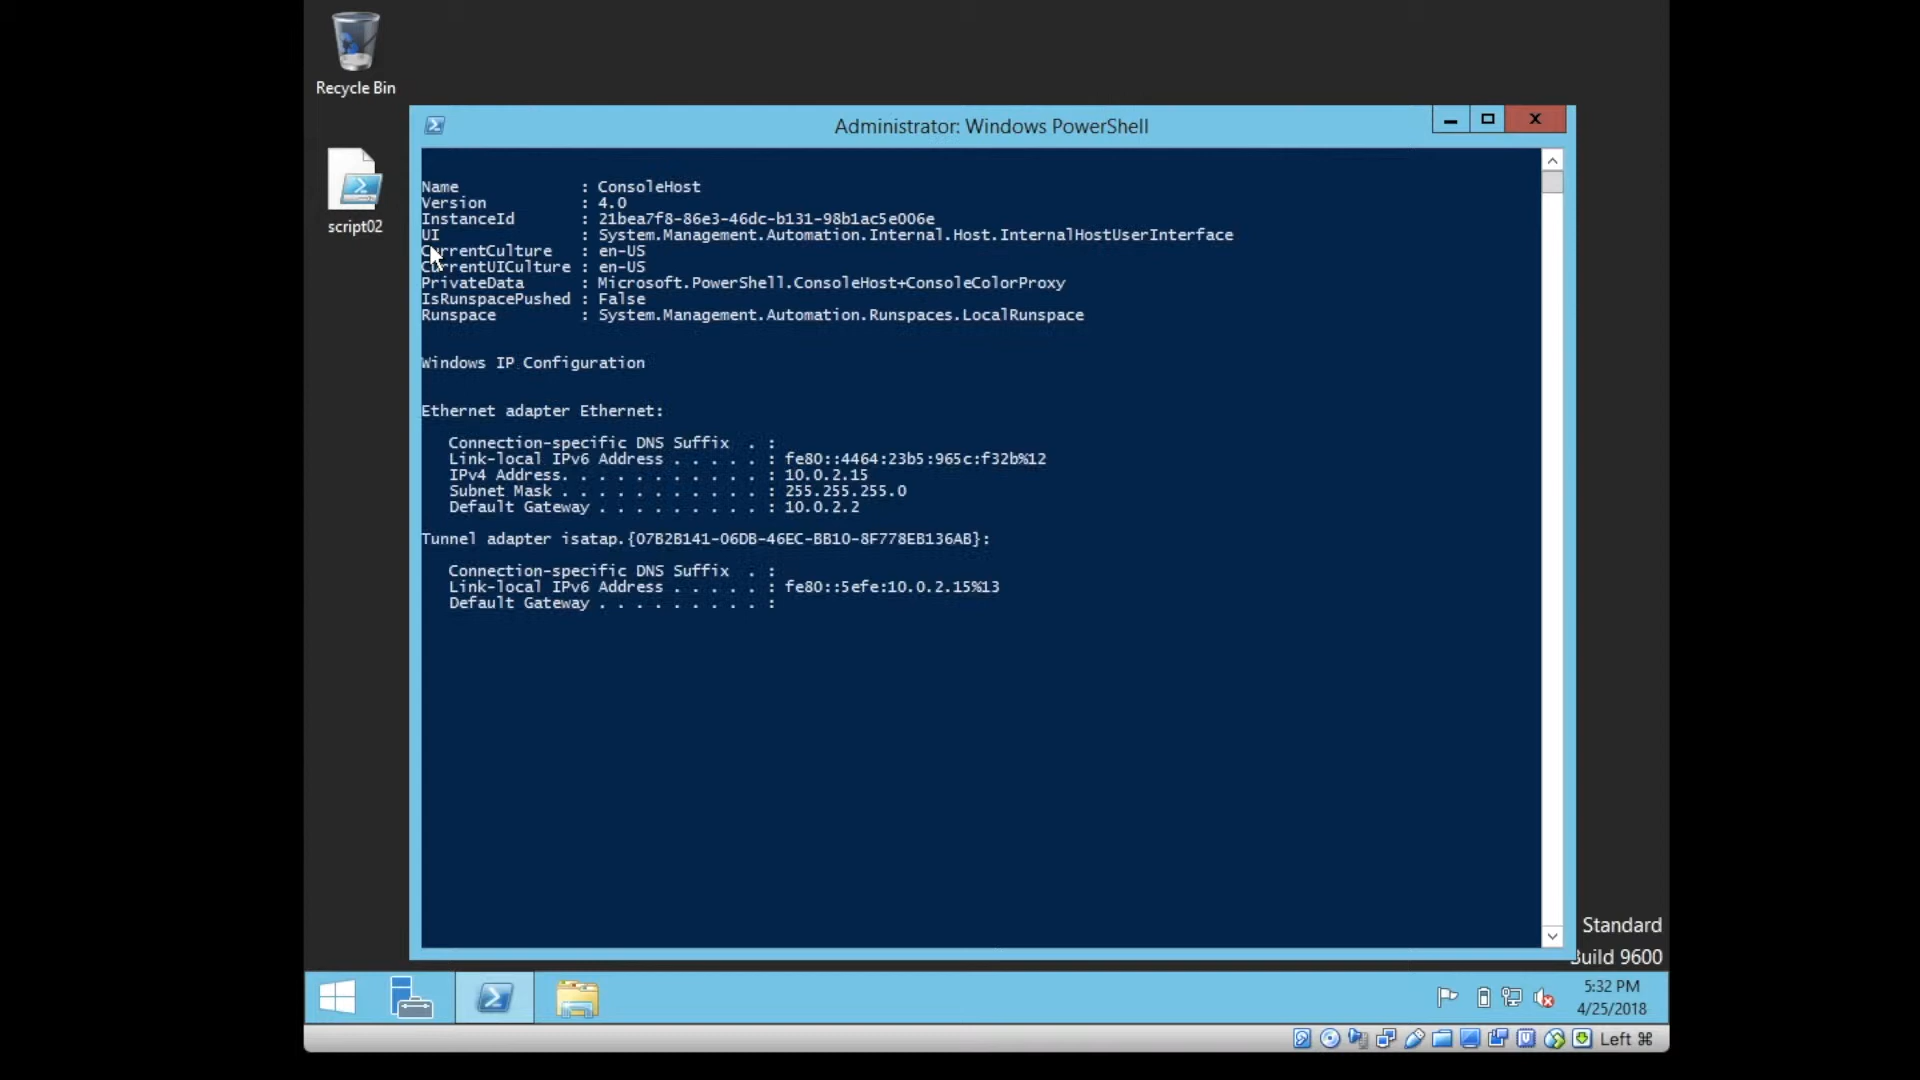 Recycle Bin
script02
Administrator: Windows PowerShell
Name : ConsoleHost
Version : 4.0
InstanceId : 21bea7f8-86e3-46dc-b131-98b1ac5e006e
UI : System.Management.Automation.Internal.Host.InternalHostUserInterface
CurrentCulture : en-US
CurrentUICulture : en-US
PrivateData : Microsoft.PowerShell.ConsoleHost+ConsoleColorProxy
IsRunspacePushed : False
Runspace : System.Management.Automation.Runspaces.LocalRunspace
Windows IP Configuration
Ethernet adapter Ethernet:
Connection-specific DNS Suffix . :
Link-local IPv6 Address . . . . . : fe80::4464:23b5:965c:f32b%12
IPv4 Address. . . . . . . . . . . : 10.0.2.15
Subnet Mask . . . . . . . . . . . : 255.255.255.0
Default Gateway . . . . . . . . . : 10.0.2.2
Tunnel adapter isatap.{07B2B141-06DB-46EC-BB10-8F778EB136AB}:
Connection-specific DNS Suffix . :
Link-local IPv6 Address . . . . . : fe80::5efe:10.0.2.15%13
Default Gateway . . . . . . . . . :
Standard
Build 9600
5:32 PM
4/25/2018
Left ⌘